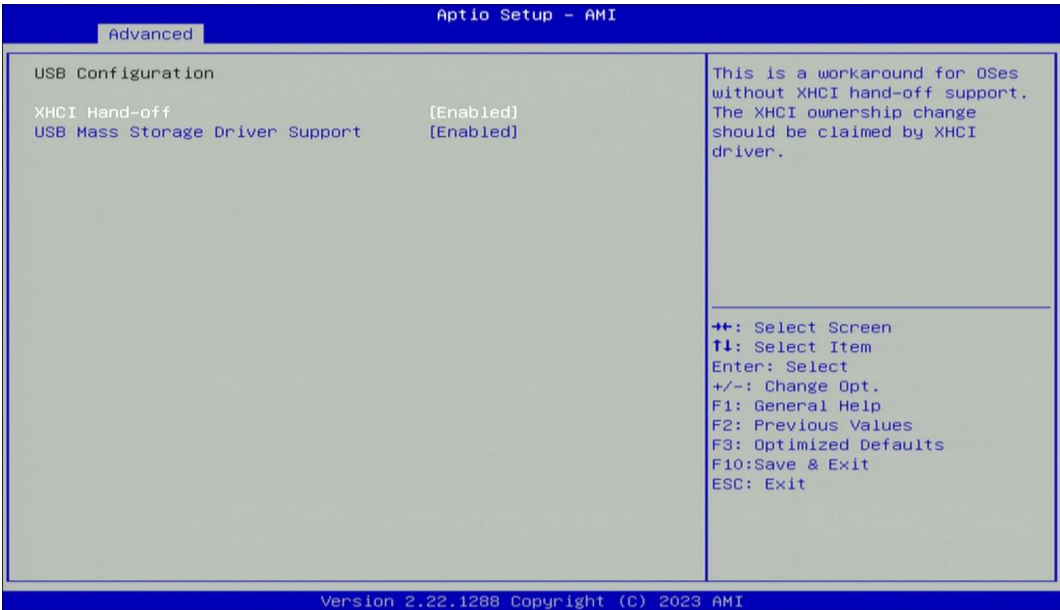 Aptio Setup – AMI
Advanced
USB Configuration
XHCI Hand-off [Enabled]
USB Mass Storage Driver Support [Enabled]
This is a workaround for OSes
without XHCI hand-off support.
The XHCI ownership change
should be claimed by XHCI
driver.
→←: Select Screen
↑↓: Select Item
Enter: Select
+/-: Change Opt.
F1: General Help
F2: Previous Values
F3: Optimized Defaults
F10:Save & Exit
ESC: Exit
Version 2.22.1288 Copyright (C) 2023 AMI